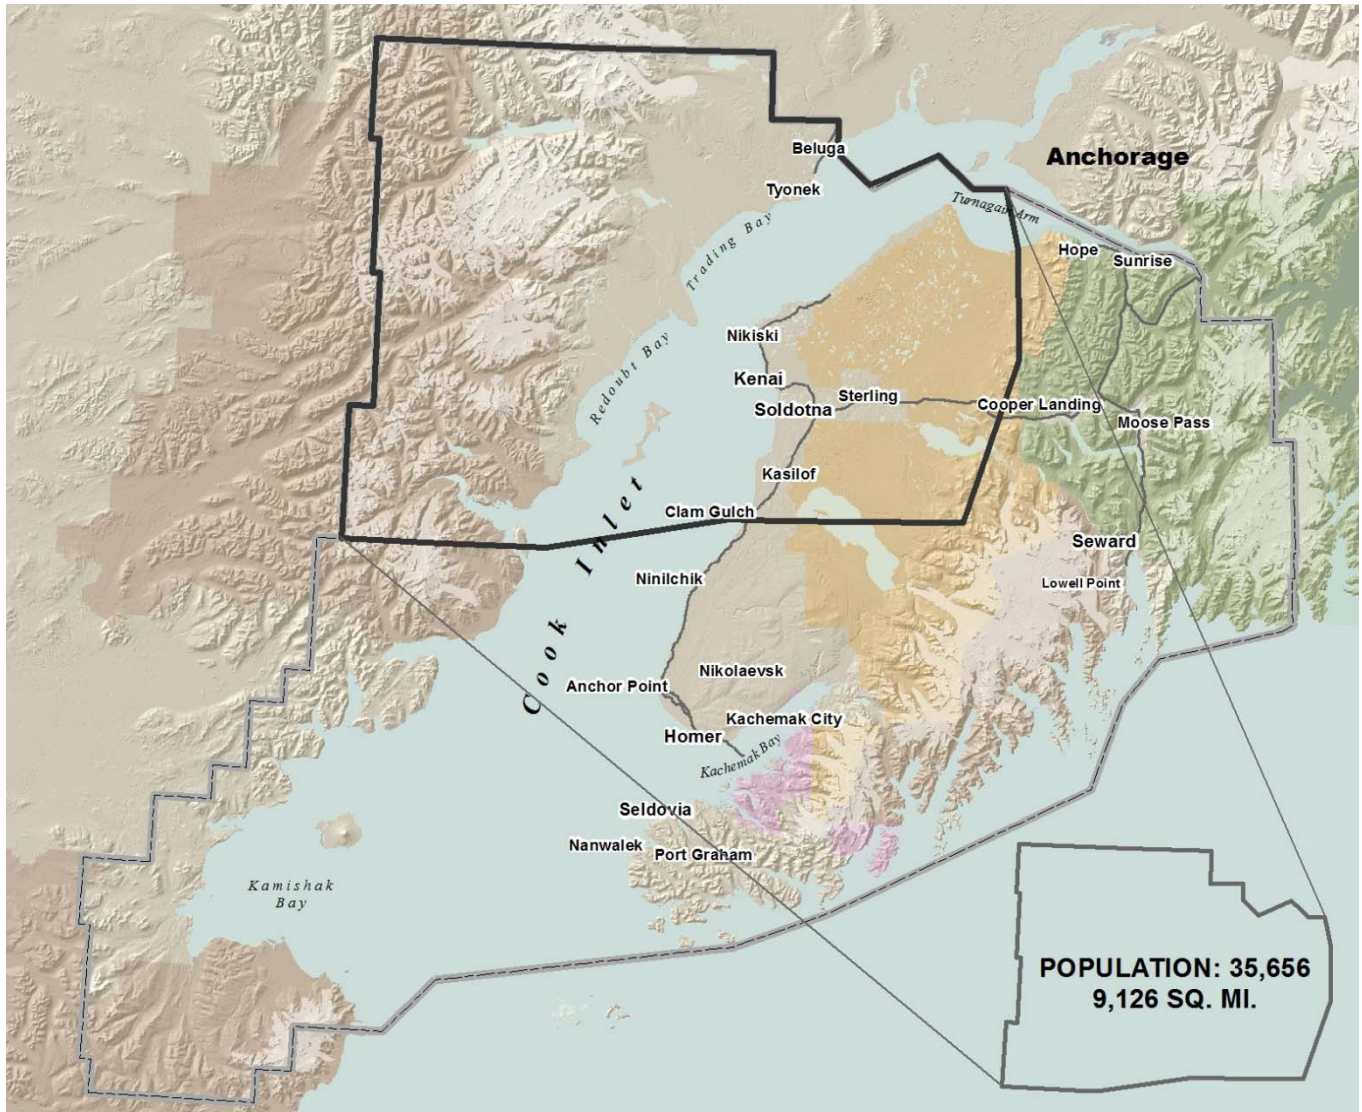 Anchorage
Beluga
Tyonek
Turnagain Arm
Trading Bay
Hope
Sunrise
Nikiski
Redoubt Bay
Kenai
Sterling
Soldotna
Cooper Landing
Moose Pass
Kasilof
Clam Gulch
Cook Inlet
Seward
Ninilchik
Lowell Point
Nikolaevsk
Anchor Point
Kachemak City
Homer
Kachemak Bay
Seldovia
Nanwalek
Port Graham
Kamishak
Bay
POPULATION: 35,656
9,126 SQ. MI.